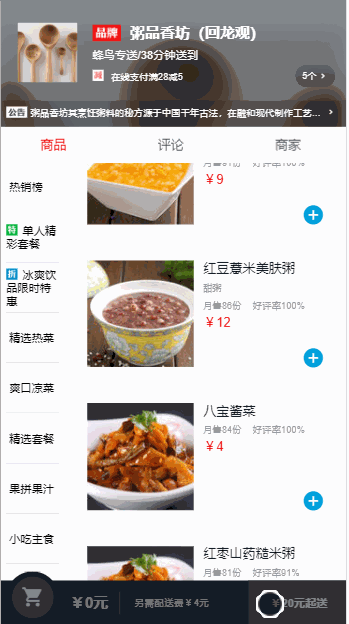 品牌 粥品香坊（回龙观）
蜂鸟专送/38分钟送到
减 在线支付满28减5
5个 >
公告 粥品香坊其烹饪粥料的秘方源于中国千年古法，在融和现代制作工艺... >
商品 评论 商家
热销榜
特 单人精
彩套餐
折 冰爽饮
品限时特
惠
精选热菜
爽口凉菜
精选套餐
果拼果汁
小吃主食
月售81份 好评率100%
￥9
红豆薏米美肤粥
甜粥
月售86份 好评率100%
￥12
八宝酱菜
月售84份 好评率100%
￥4
红枣山药糙米粥
月售81份 好评率91%
￥0元
另需配送费￥4元
￥20元起送